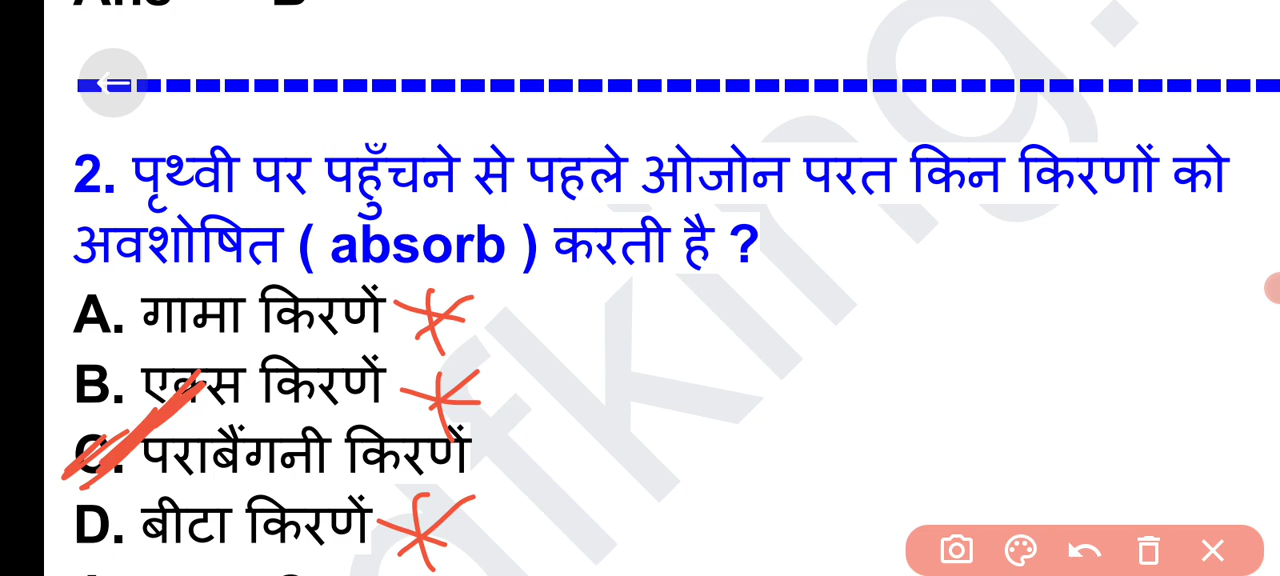 2. पृथ्वी पर पहुँचने से पहले ओजोन परत किन किरणों को
अवशोषित ( absorb ) करती है ?
A. गामा किरणें
B. एक्स किरणें
C. पराबैंगनी किरणें
D. बीटा किरणें